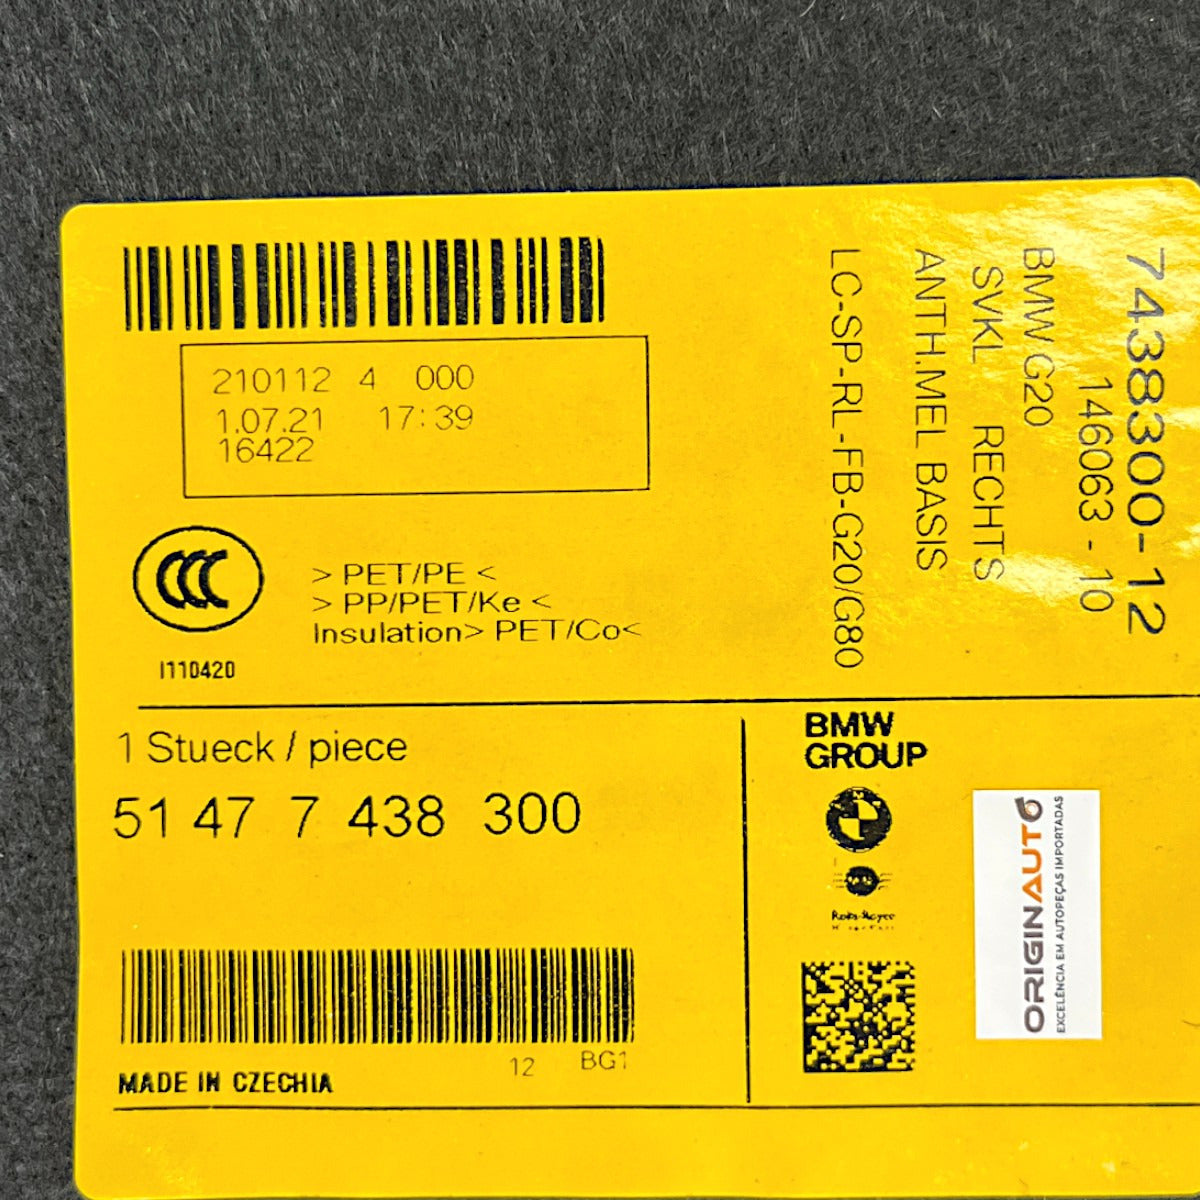 210112 4 000
1.07.21 17:39
16422
CCC
I110420
> PET/PE <
> PP/PET/Ke <
Insulation> PET/Co<
7438300-12
146063 - 10
BMW G20
SVKL RECHTS
ANTH.MEL BASIS
LC-SP-RL-FB-G20/G80
1 Stueck / piece
51 47 7 438 300
12 BG1
MADE IN CZECHIA
BMW
GROUP
ORIGINAUTO
EXCELÊNCIA EM AUTOPEÇAS IMPORTADAS